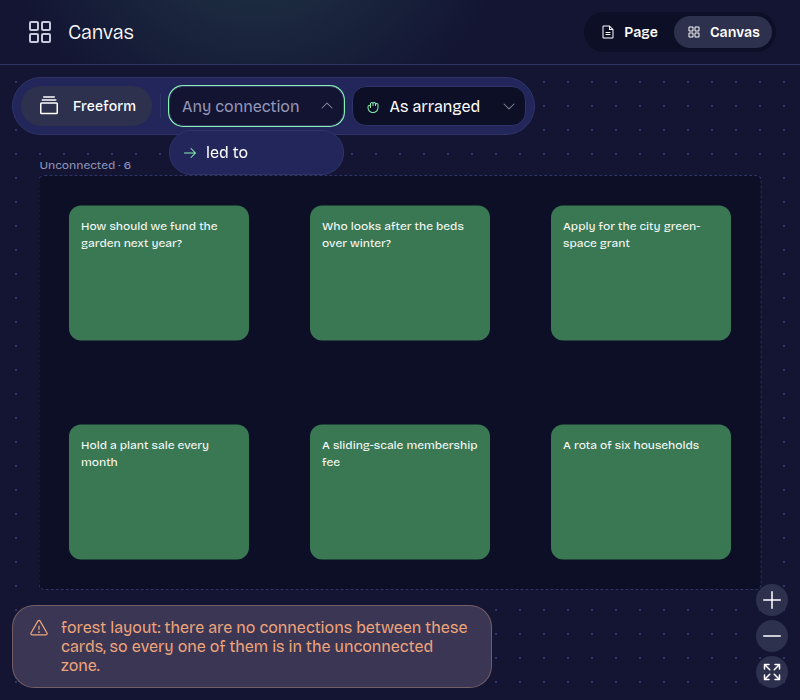 Canvas
Page
Canvas
Freeform
Any connection
As arranged
led to
Unconnected · 6
How should we fund the
garden next year?
Who looks after the beds
over winter?
Apply for the city green-
space grant
Hold a plant sale every
month
A sliding-scale membership
fee
A rota of six households
forest layout: there are no connections between these
cards, so every one of them is in the unconnected
zone.